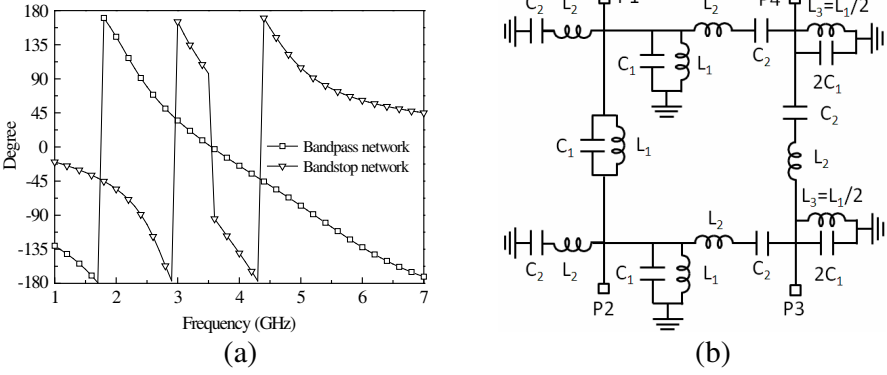 180
135
90
45
0
-45
-90
-135
-180
Degree
Bandpass network
Bandstop network
1 2 3 4 5 6 7
Frequency (GHz)
(a)
C₂ L₂ P1 L₂ P4 L₃=L₁/2
C₁ L₁ C₂ 2C₁
C₂
C₁ L₁
L₂
L₃=L₁/2
L₂
C₂ L₂ C₁ L₁ C₂ 2C₁
P2 P3
(b)